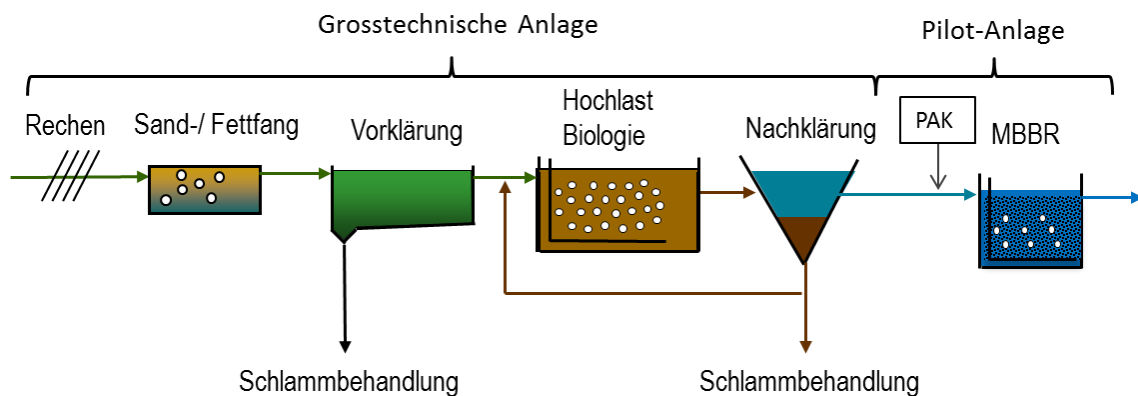 Grosstechnische Anlage
Pilot-Anlage
Rechen
Sand-/ Fettfang
Vorklärung
Hochlast
Biologie
Nachklärung
PAK
MBBR
Schlammbehandlung
Schlammbehandlung